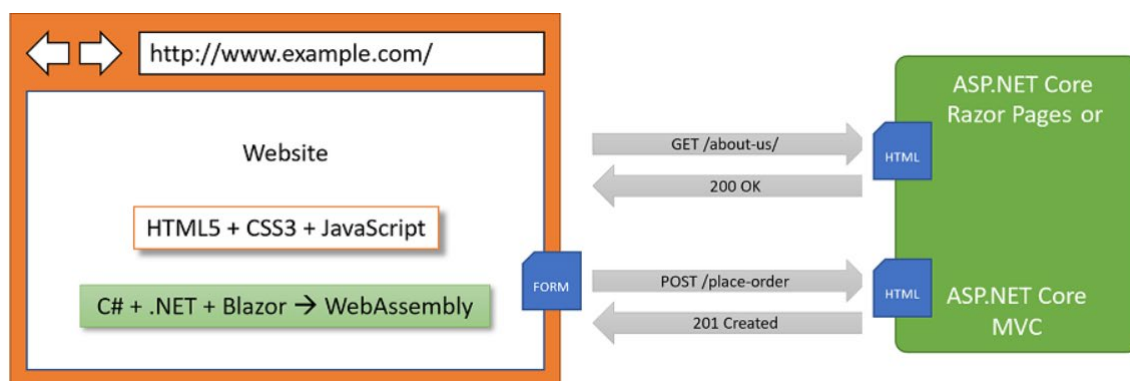 http://www.example.com/
Website
HTML5 + CSS3 + JavaScript
C# + .NET + Blazor → WebAssembly
FORM
GET /about-us/
200 OK
POST /place-order
201 Created
HTML
HTML
ASP.NET Core
Razor Pages or
ASP.NET Core
MVC